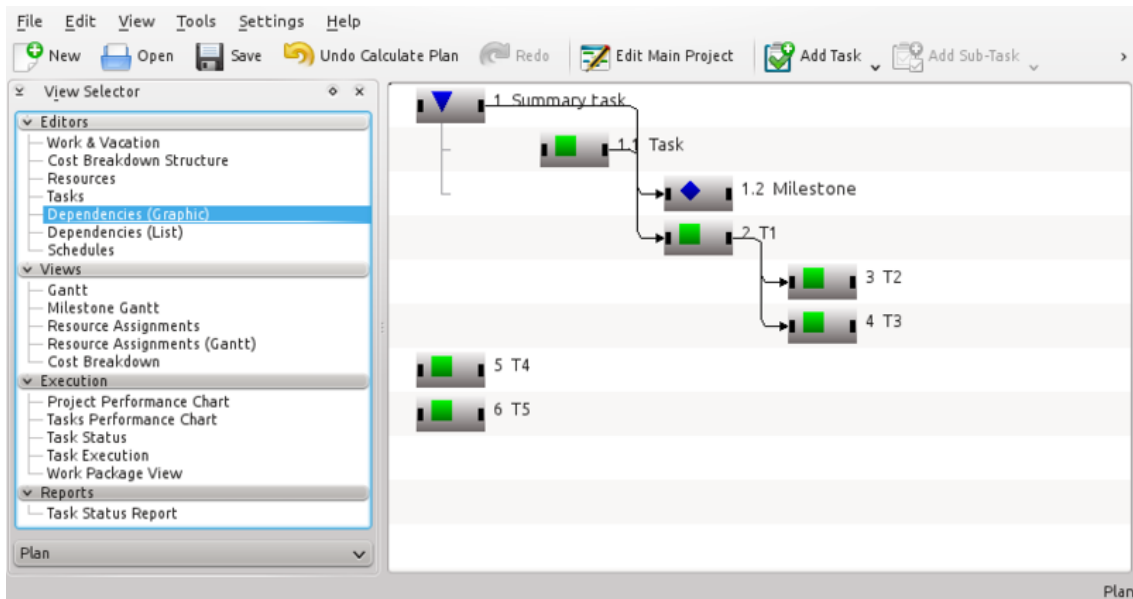 File Edit View Tools Settings Help
New Open Save Undo Calculate Plan Redo Edit Main Project Add Task Add Sub-Task
View Selector
Editors
Work & Vacation
Cost Breakdown Structure
Resources
Tasks
Dependencies (Graphic)
Dependencies (List)
Schedules
Views
Gantt
Milestone Gantt
Resource Assignments
Resource Assignments (Gantt)
Cost Breakdown
Execution
Project Performance Chart
Tasks Performance Chart
Task Status
Task Execution
Work Package View
Reports
Task Status Report
Plan
1 Summary task
1.1 Task
1.2 Milestone
2 T1
3 T2
4 T3
5 T4
6 T5
Plan